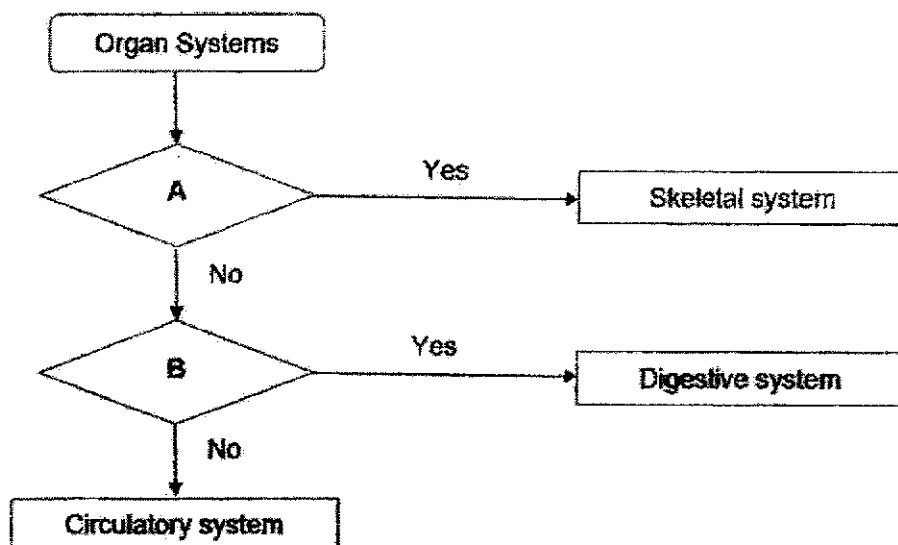 Organ Systems
A
Yes
Skeletal system
No
B
Yes
Digestive system
No
Circulatory system